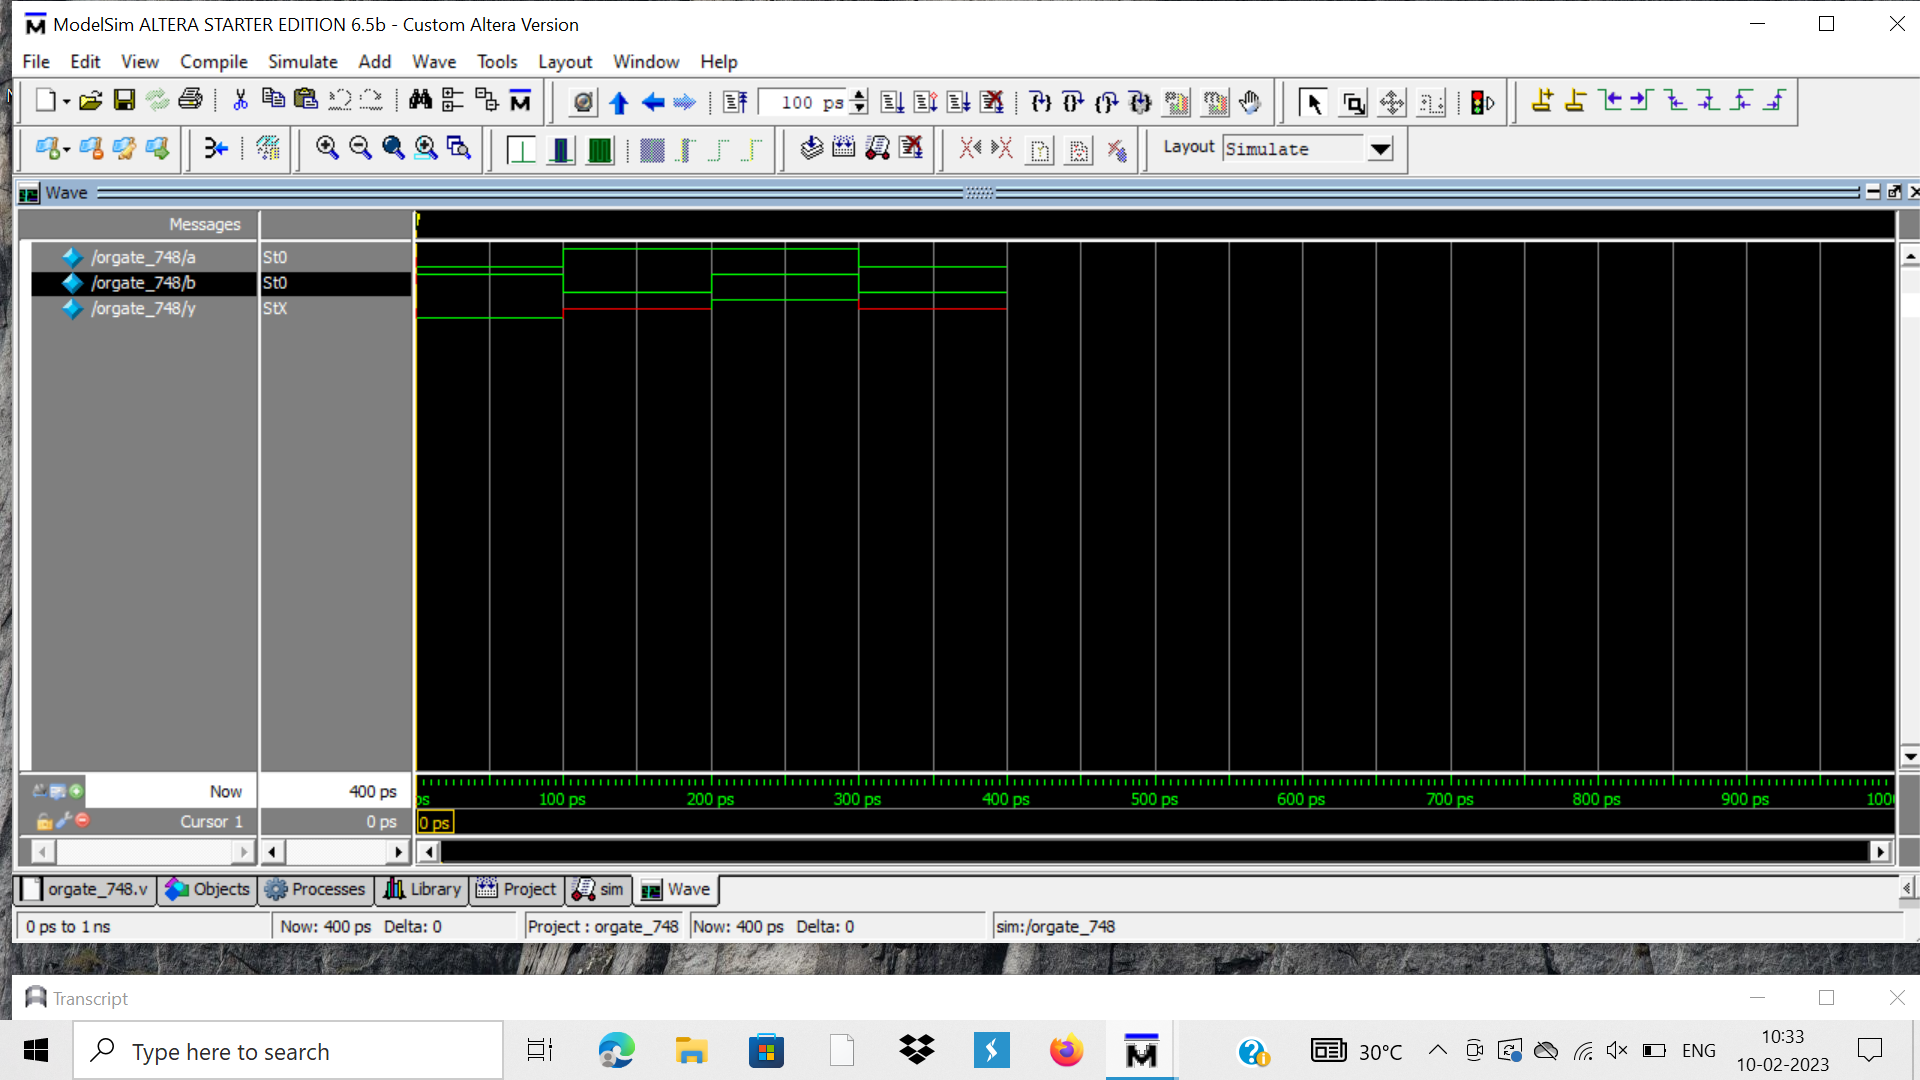 ModelSim ALTERA STARTER EDITION 6.5b - Custom Altera Version
File Edit View Compile Simulate Add Wave Tools Layout Window Help
100 ps
Layout Simulate
Wave
Messages
/orgate_748/a St0
/orgate_748/b St0
/orgate_748/y StX
Now 400 ps
ps 100 ps 200 ps 300 ps 400 ps 500 ps 600 ps 700 ps 800 ps 900 ps 1000
Cursor 1 0 ps 0 ps
orgate_748.v Objects Processes Library Project sim Wave
0 ps to 1 ns Now: 400 ps Delta: 0 Project : orgate_748 Now: 400 ps Delta: 0 sim:/orgate_748
Transcript
Type here to search
30°C
ENG
10:33
10-02-2023